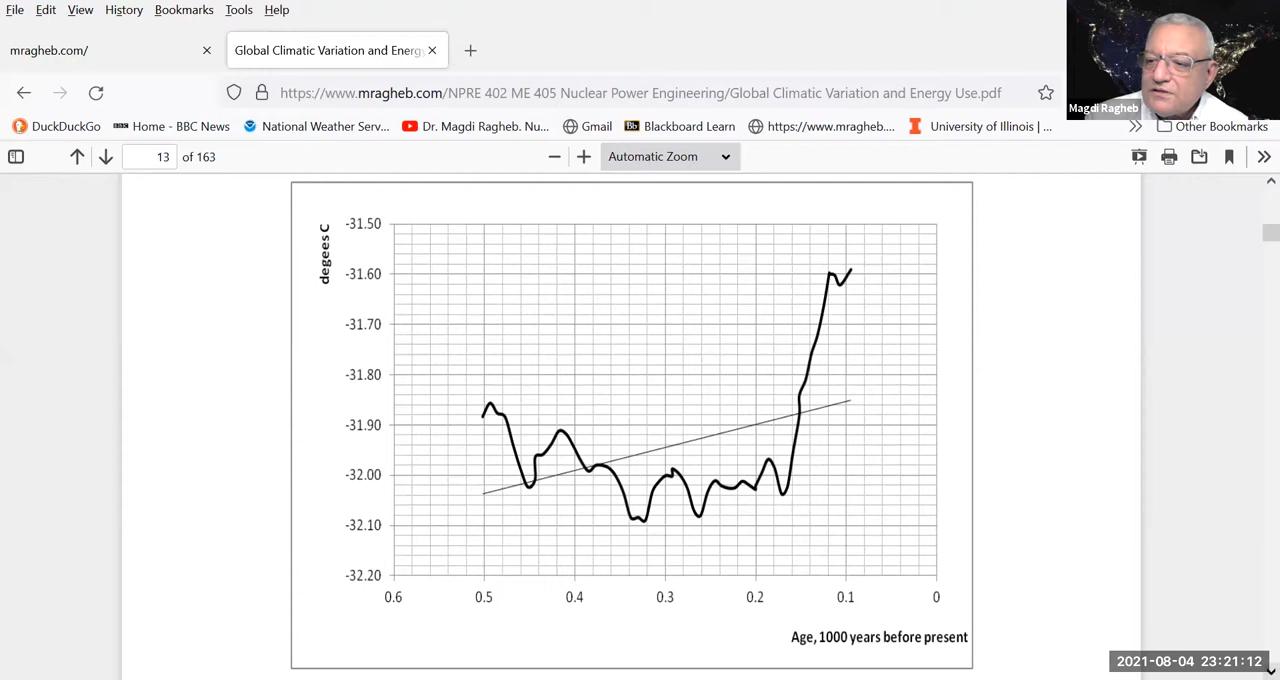 File Edit View History Bookmarks Tools Help
mragheb.com/ Global Climatic Variation and Energ
https://www.mragheb.com/NPRE 402 ME 405 Nuclear Power Engineering/Global Climatic Variation and Energy Use.pdf
Magdi Ragheb
DuckDuckGo BBC Home - BBC News National Weather Serv... Dr. Magdi Ragheb. Nu... Gmail Bb Blackboard Learn https://www.mragheb.... University of Illinois | ... Other Bookmarks
13 of 163 Automatic Zoom
degees C
-31.50
-31.60
-31.70
-31.80
-31.90
-32.00
-32.10
-32.20
0.6 0.5 0.4 0.3 0.2 0.1 0
Age, 1000 years before present
2021-08-04 23:21:12